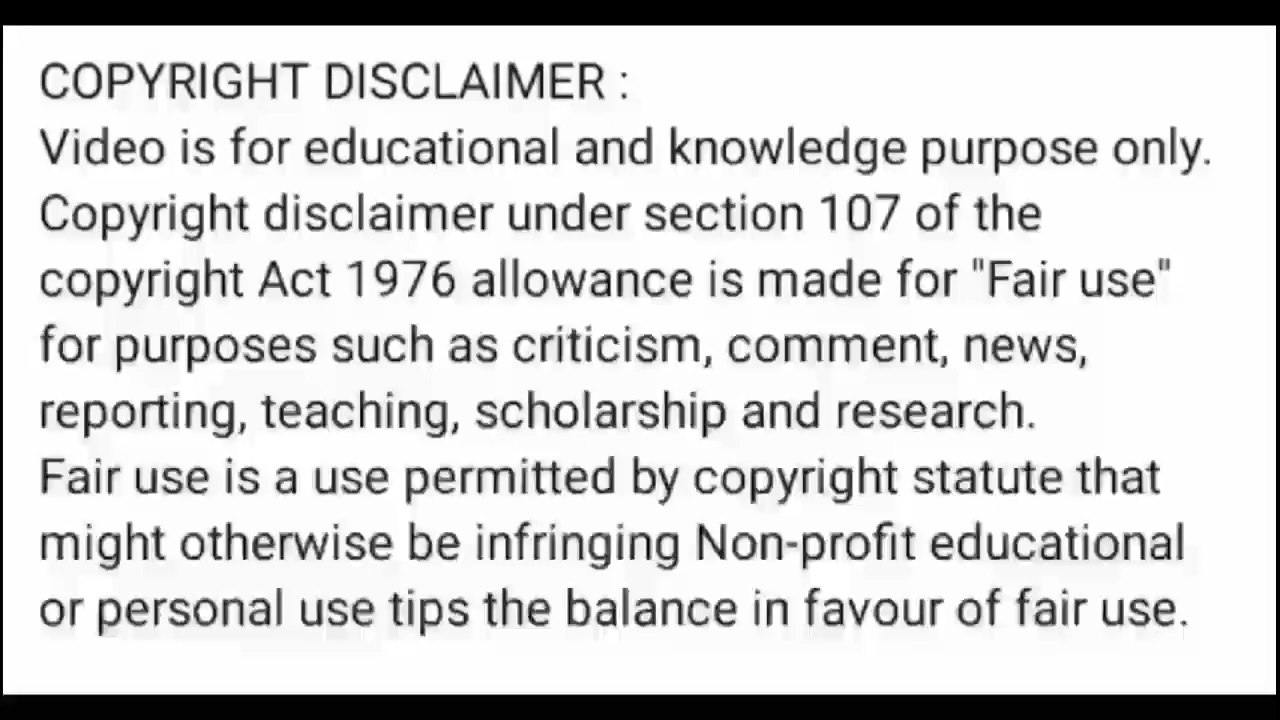 COPYRIGHT DISCLAIMER :
Video is for educational and knowledge purpose only.
Copyright disclaimer under section 107 of the
copyright Act 1976 allowance is made for "Fair use"
for purposes such as criticism, comment, news,
reporting, teaching, scholarship and research.
Fair use is a use permitted by copyright statute that
might otherwise be infringing Non-profit educational
or personal use tips the balance in favour of fair use.